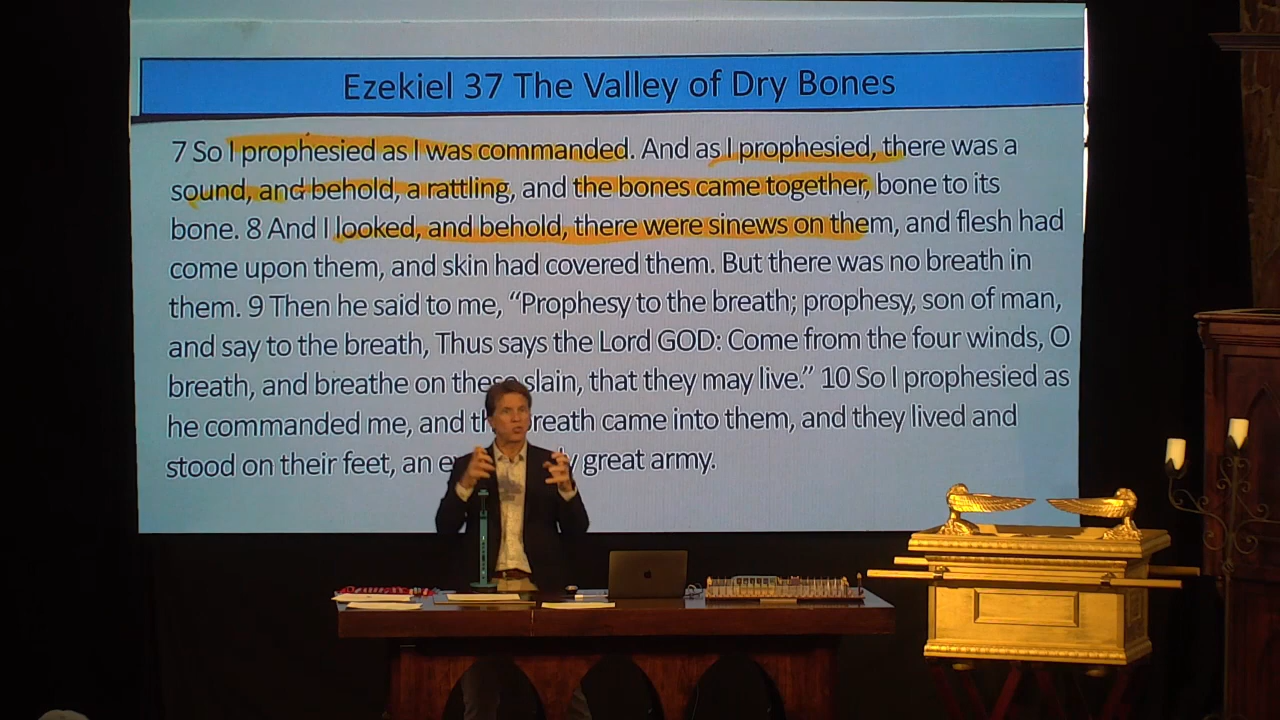 Ezekiel 37 The Valley of Dry Bones
7 So I prophesied as I was commanded. And as I prophesied, there was a
sound, and behold, a rattling, and the bones came together, bone to its
bone. 8 And I looked, and behold, there were sinews on them, and flesh had
come upon them, and skin had covered them. But there was no breath in
them. 9 Then he said to me, “Prophesy to the breath; prophesy, son of man,
and say to the breath, Thus says the Lord GOD: Come from the four winds, O
breath, and breathe on these slain, that they may live.” 10 So I prophesied as
he commanded me, and the breath came into them, and they lived and
stood on their feet, an great army.